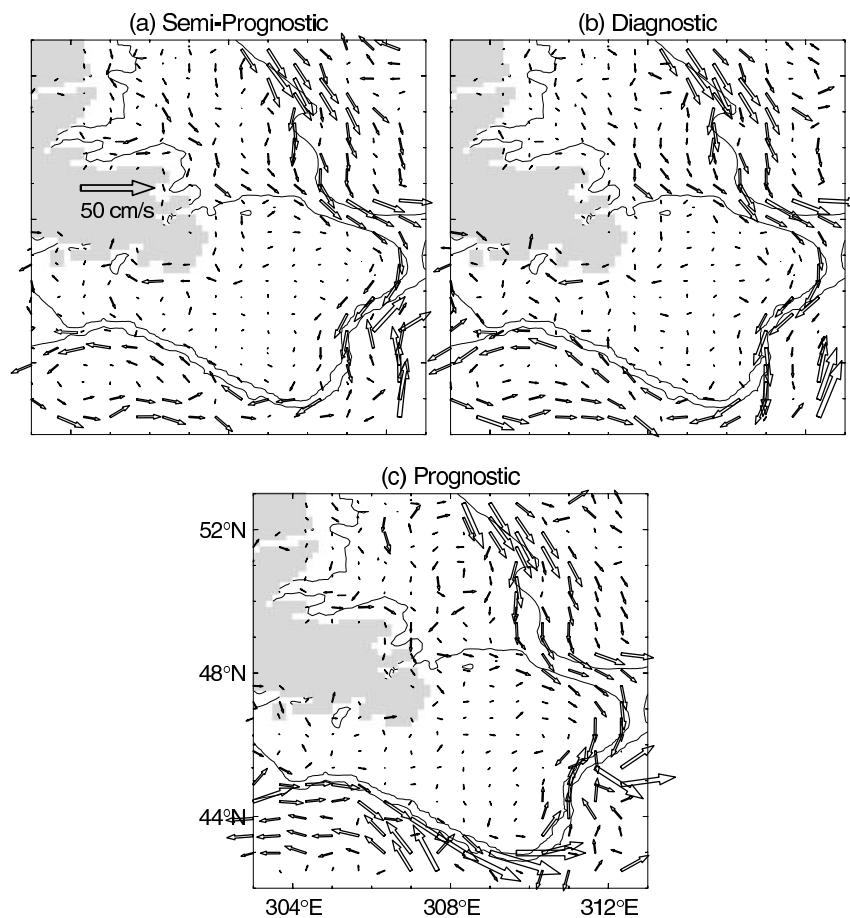 (a) Semi-Prognostic
(b) Diagnostic
50 cm/s
(c) Prognostic
52°N
48°N
44°N
304°E
308°E
312°E